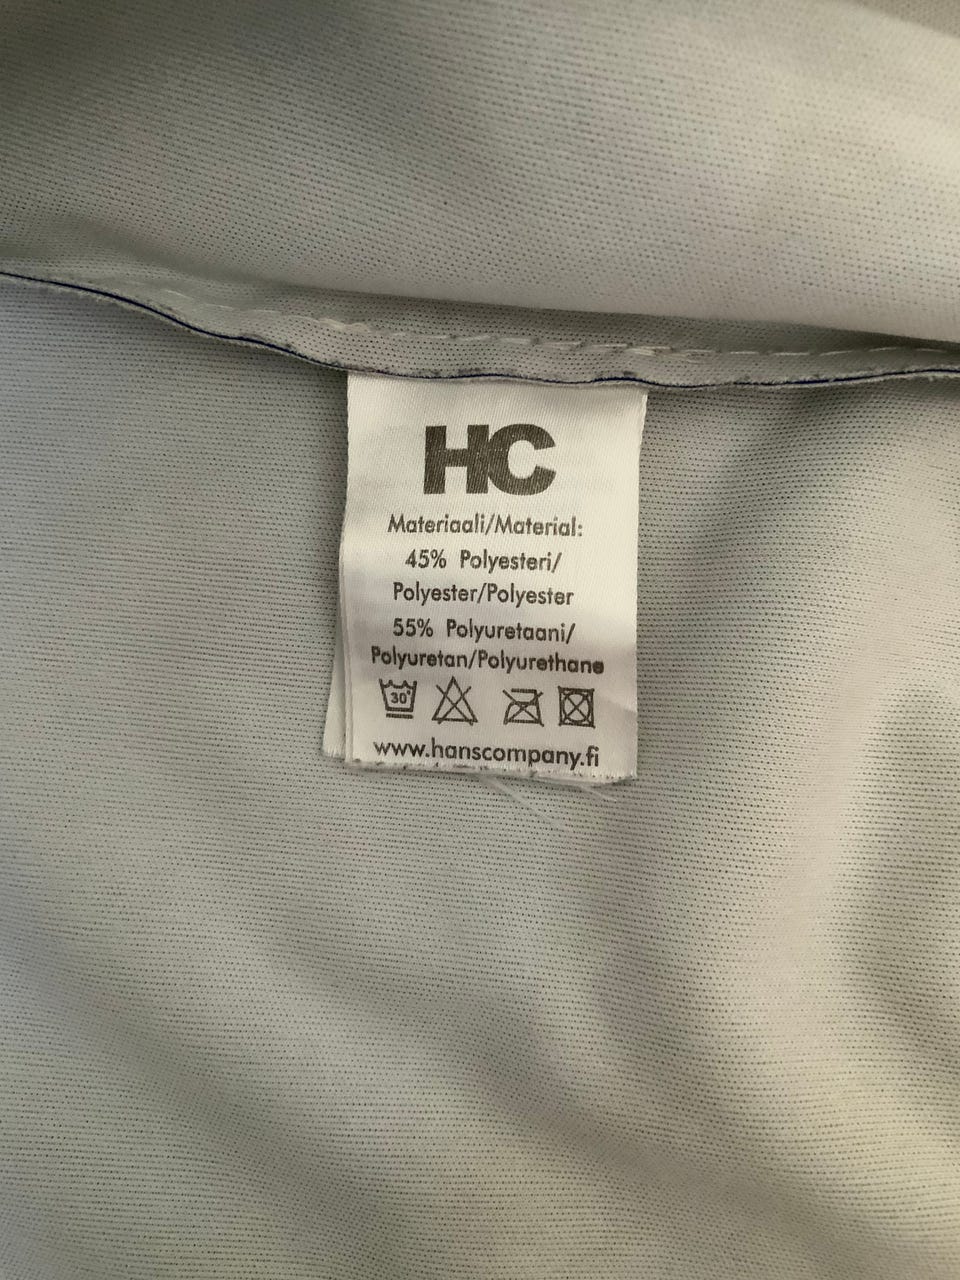 HC
Materiaali/Material:
45% Polyesteri/
Polyester/Polyester
55% Polyuretaani/
Polyuretan/Polyurethane
30°
www.hanscompany.fi